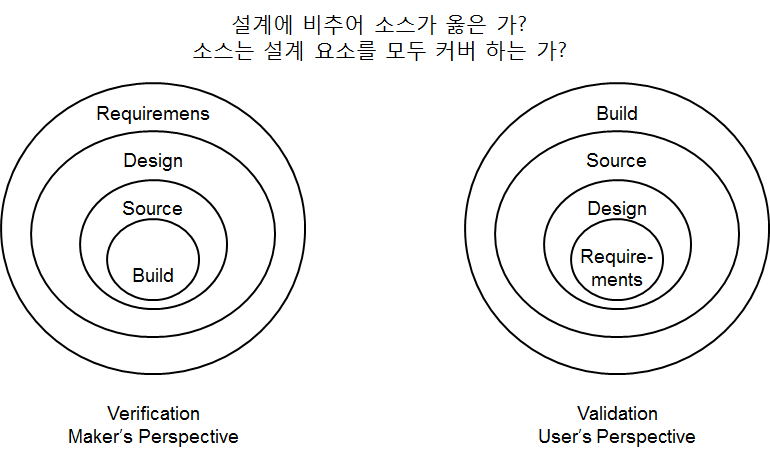 설계에 비추어 소스가 옳은 가?
소스는 설계 요소를 모두 커버 하는 가?
Requiremens
Design
Source
Build
Build
Source
Design
Require-
ments
Verification
Maker's Perspective
Validation
User's Perspective